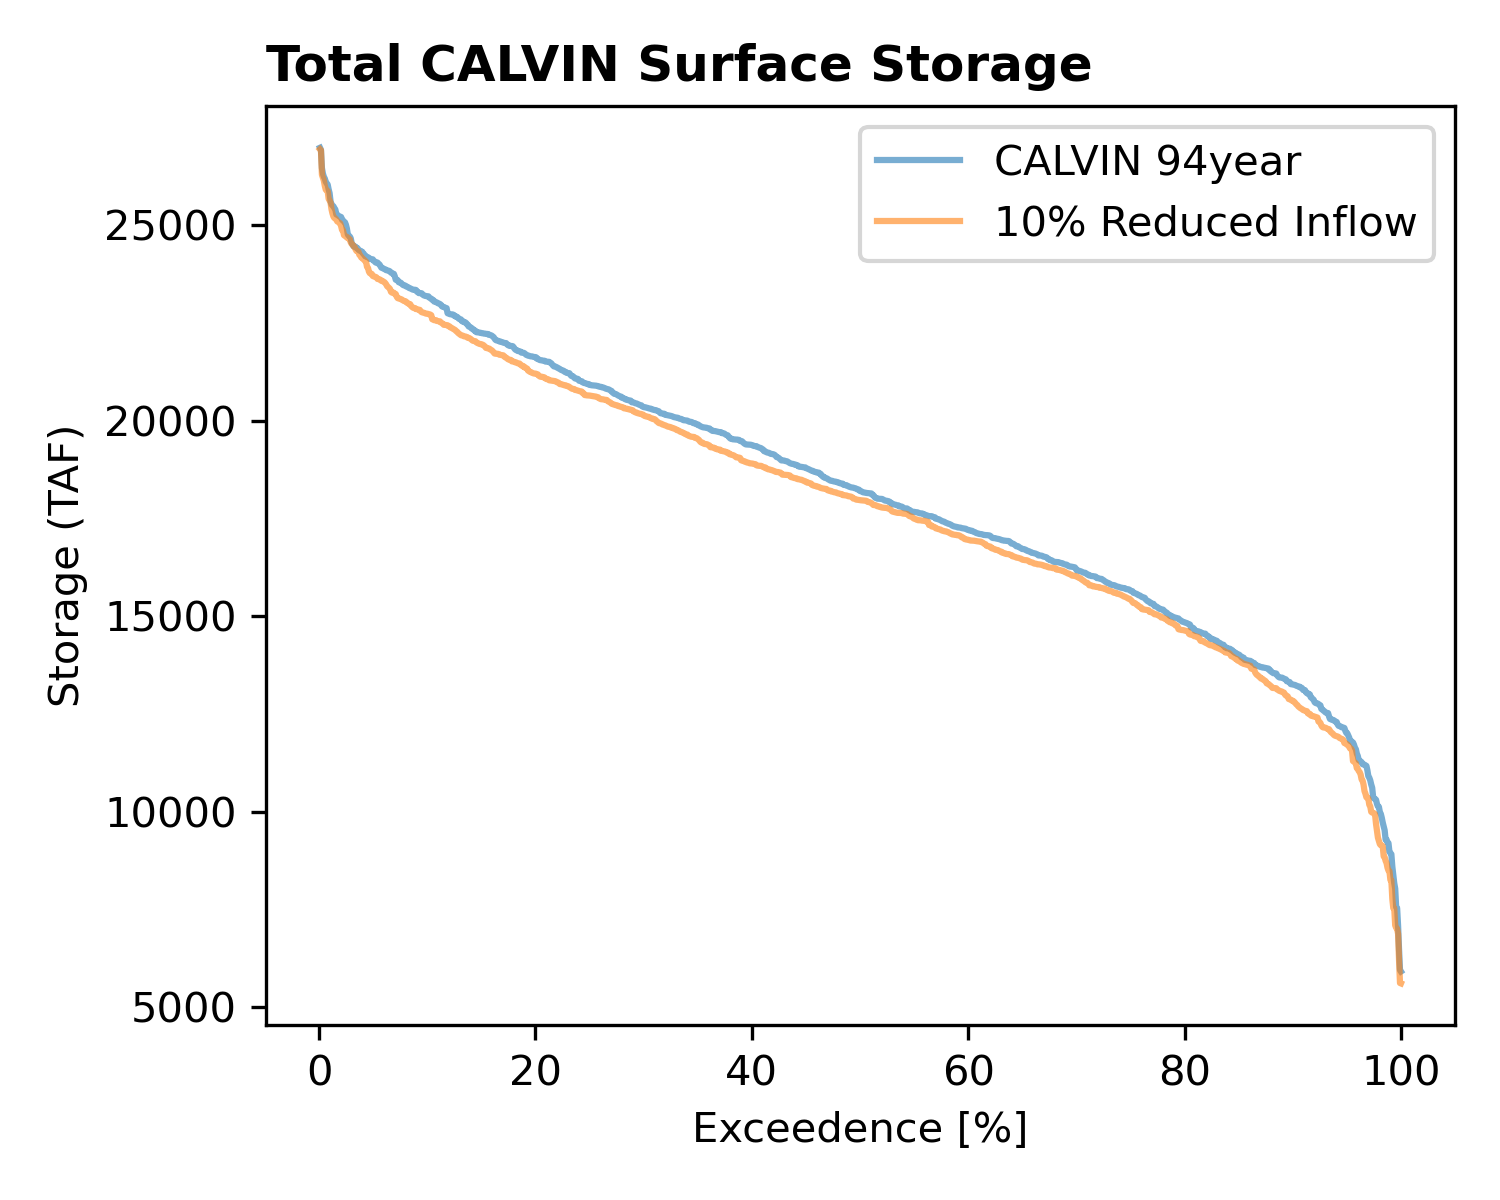 Total CALVIN Surface Storage
CALVIN 94year
10% Reduced Inflow
Storage (TAF)
25000
20000
15000
10000
5000
0 20 40 60 80 100
Exceedence [%]